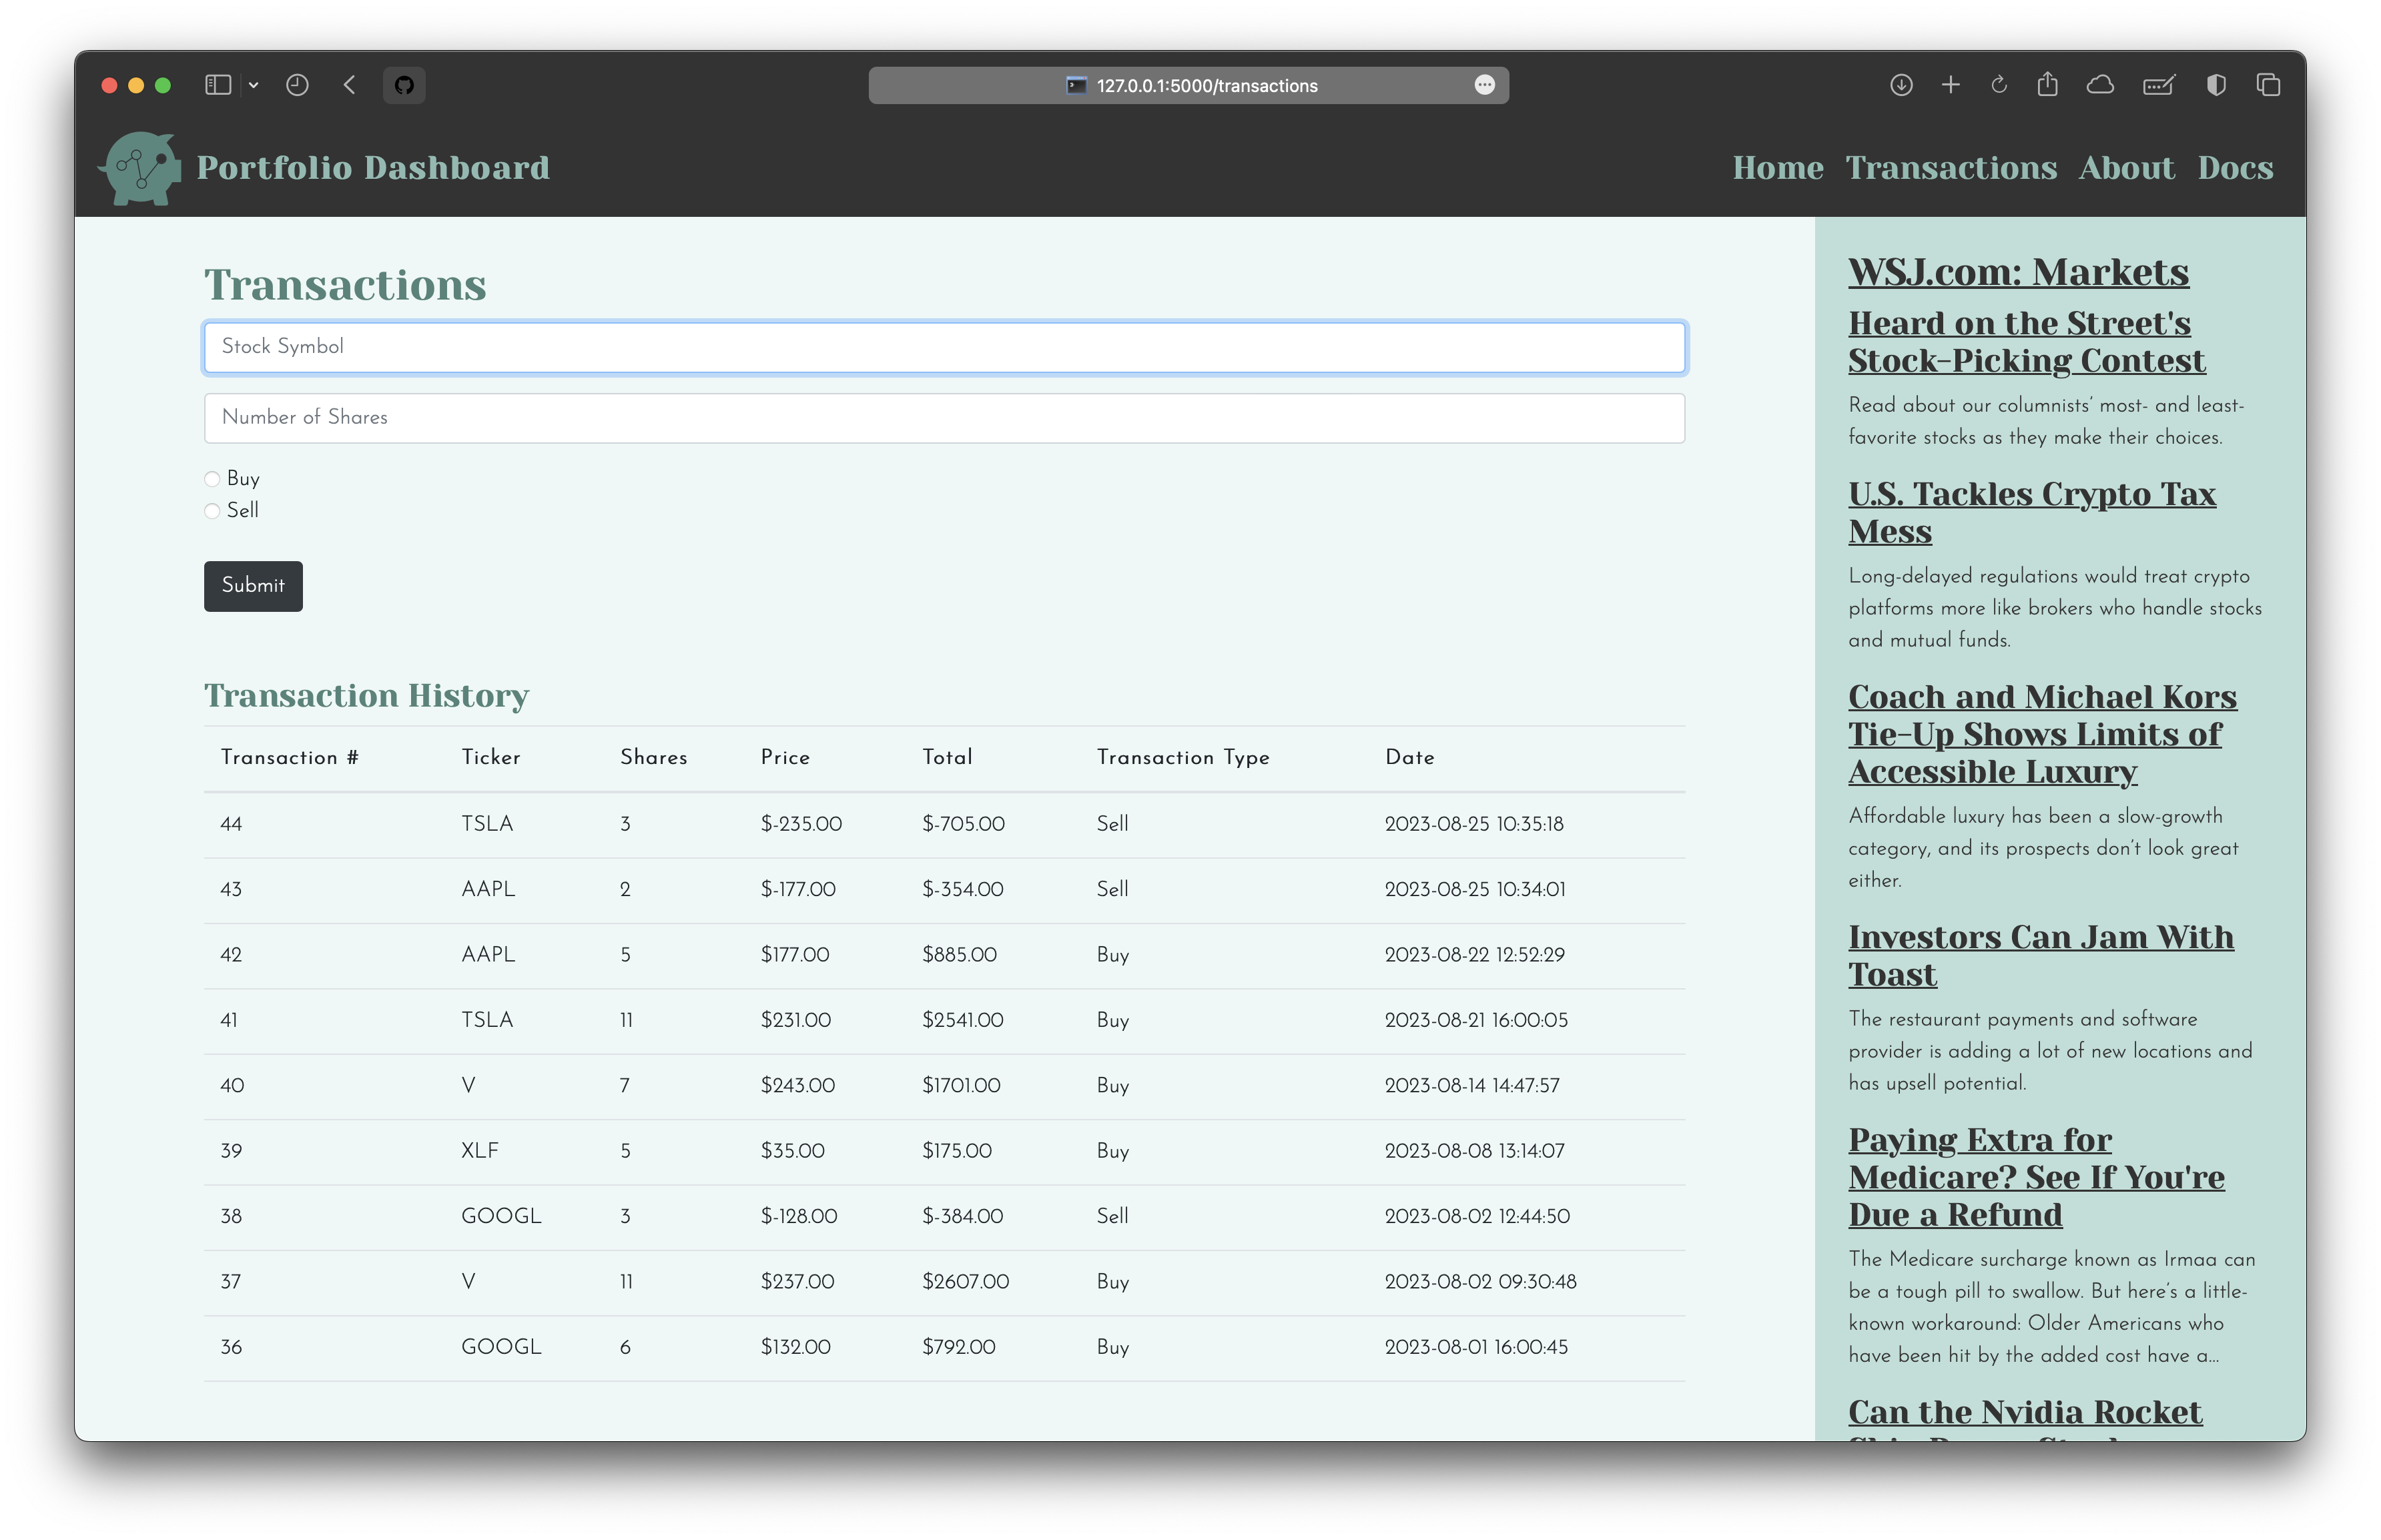 127.0.0.1:5000/transactions
Portfolio Dashboard
Home Transactions About Docs
Transactions
Stock Symbol
Number of Shares
Buy
Sell
Submit
Transaction History
Transaction # Ticker Shares Price Total Transaction Type Date
44 TSLA 3 $-235.00 $-705.00 Sell 2023-08-25 10:35:18
43 AAPL 2 $-177.00 $-354.00 Sell 2023-08-25 10:34:01
42 AAPL 5 $177.00 $885.00 Buy 2023-08-22 12:52:29
41 TSLA 11 $231.00 $2541.00 Buy 2023-08-21 16:00:05
40 V 7 $243.00 $1701.00 Buy 2023-08-14 14:47:57
39 XLF 5 $35.00 $175.00 Buy 2023-08-08 13:14:07
38 GOOGL 3 $-128.00 $-384.00 Sell 2023-08-02 12:44:50
37 V 11 $237.00 $2607.00 Buy 2023-08-02 09:30:48
36 GOOGL 6 $132.00 $792.00 Buy 2023-08-01 16:00:45
WSJ.com: Markets
Heard on the Street's
Stock-Picking Contest
Read about our columnists’ most- and least-
favorite stocks as they make their choices.
U.S. Tackles Crypto Tax
Mess
Long-delayed regulations would treat crypto
platforms more like brokers who handle stocks
and mutual funds.
Coach and Michael Kors
Tie-Up Shows Limits of
Accessible Luxury
Affordable luxury has been a slow-growth
category, and its prospects don’t look great
either.
Investors Can Jam With
Toast
The restaurant payments and software
provider is adding a lot of new locations and
has upsell potential.
Paying Extra for
Medicare? See If You're
Due a Refund
The Medicare surcharge known as Irmaa can
be a tough pill to swallow. But here’s a little-
known workaround: Older Americans who
have been hit by the added cost have a…
Can the Nvidia Rocket